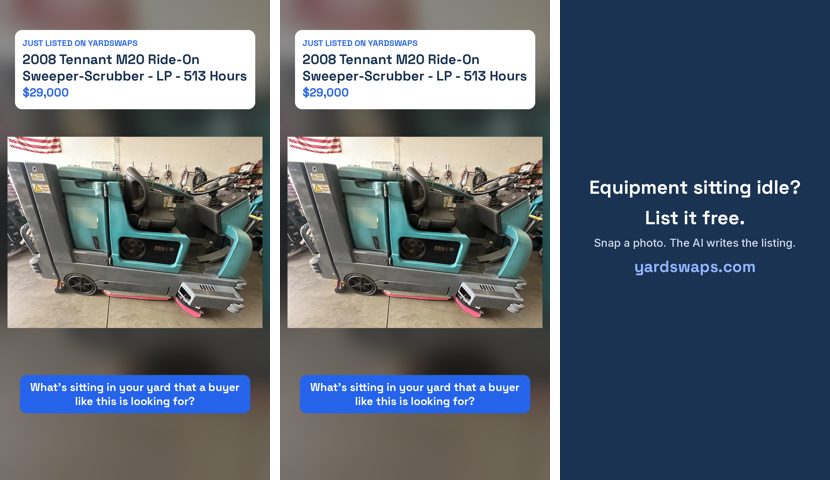 JUST LISTED ON YARDSWAPS
2008 Tennant M20 Ride-On
Sweeper-Scrubber - LP - 513 Hours
$29,000
What's sitting in your yard that a buyer
like this is looking for?
JUST LISTED ON YARDSWAPS
2008 Tennant M20 Ride-On
Sweeper-Scrubber - LP - 513 Hours
$29,000
What's sitting in your yard that a buyer
like this is looking for?
Equipment sitting idle?
List it free.
Snap a photo. The AI writes the listing.
yardswaps.com